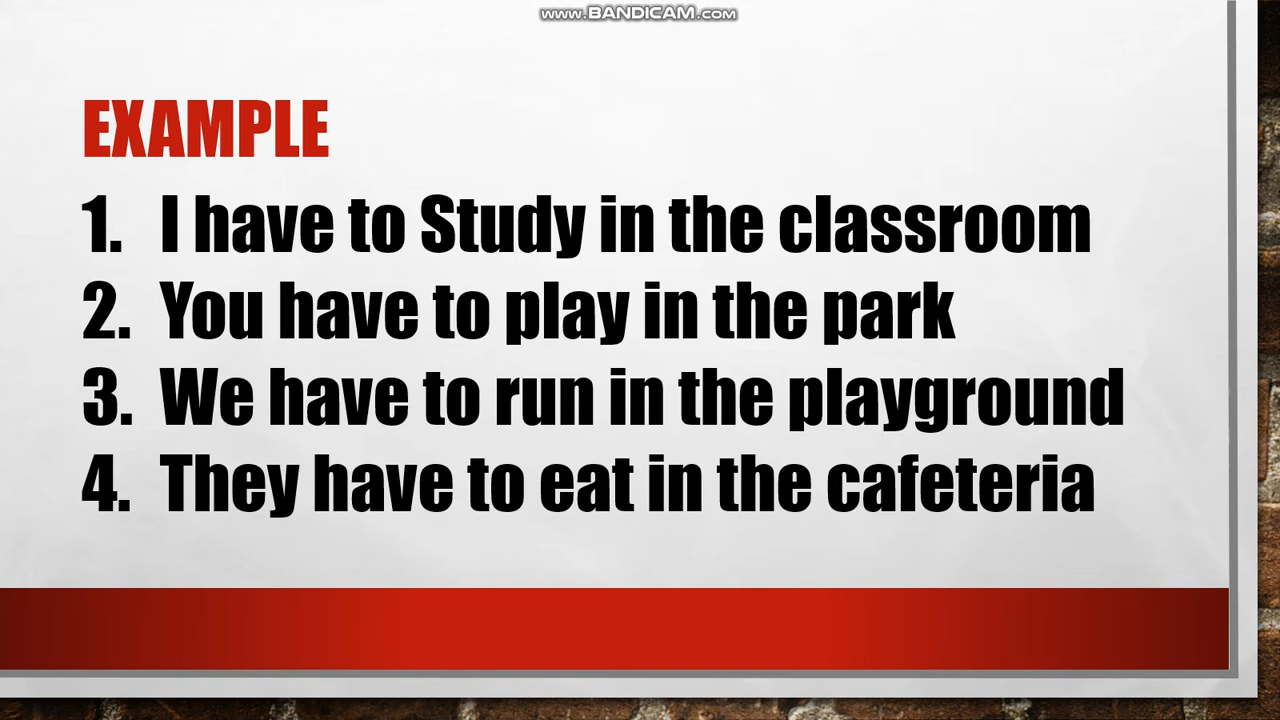 www.BANDICAM.com
EXAMPLE
1. I have to Study in the classroom
2. You have to play in the park
3. We have to run in the playground
4. They have to eat in the cafeteria